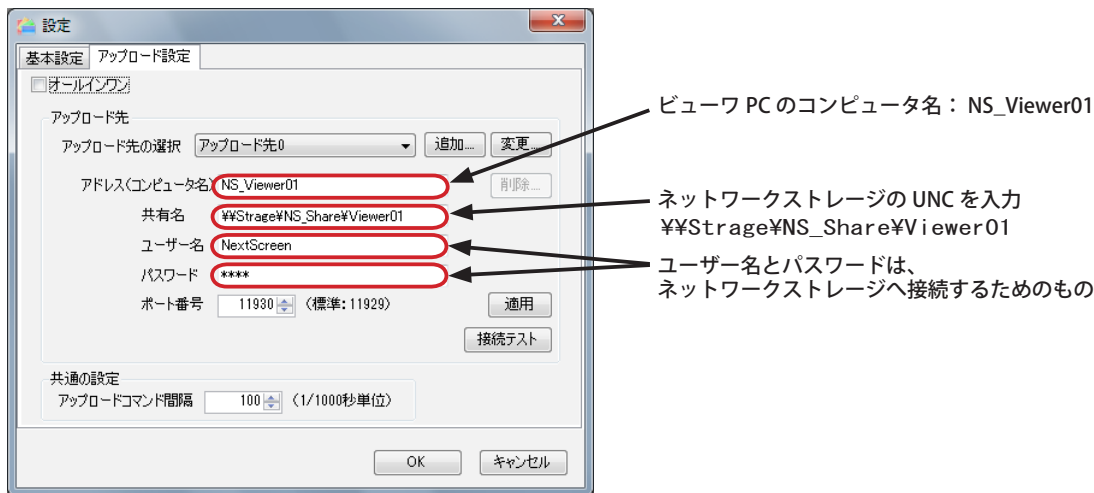 設定
基本設定 アップロード設定
オールインワン
アップロード先
アップロード先の選択 アップロード先0 追加... 変更...
アドレス(コンピュータ名) NS_Viewer01 削除...
共有名 ¥¥Strage¥NS_Share¥Viewer01
ユーザー名 NextScreen
パスワード ****
ポート番号 11930 (標準:11929) 適用
接続テスト
共通の設定
アップロードコマンド間隔 100 (1/1000秒単位)
OK キャンセル
ビューワ PC のコンピュータ名： NS_Viewer01
ネットワークストレージの UNC を入力
¥¥Strage¥NS_Share¥Viewer01
ユーザー名とパスワードは、
ネットワークストレージへ接続するためのもの